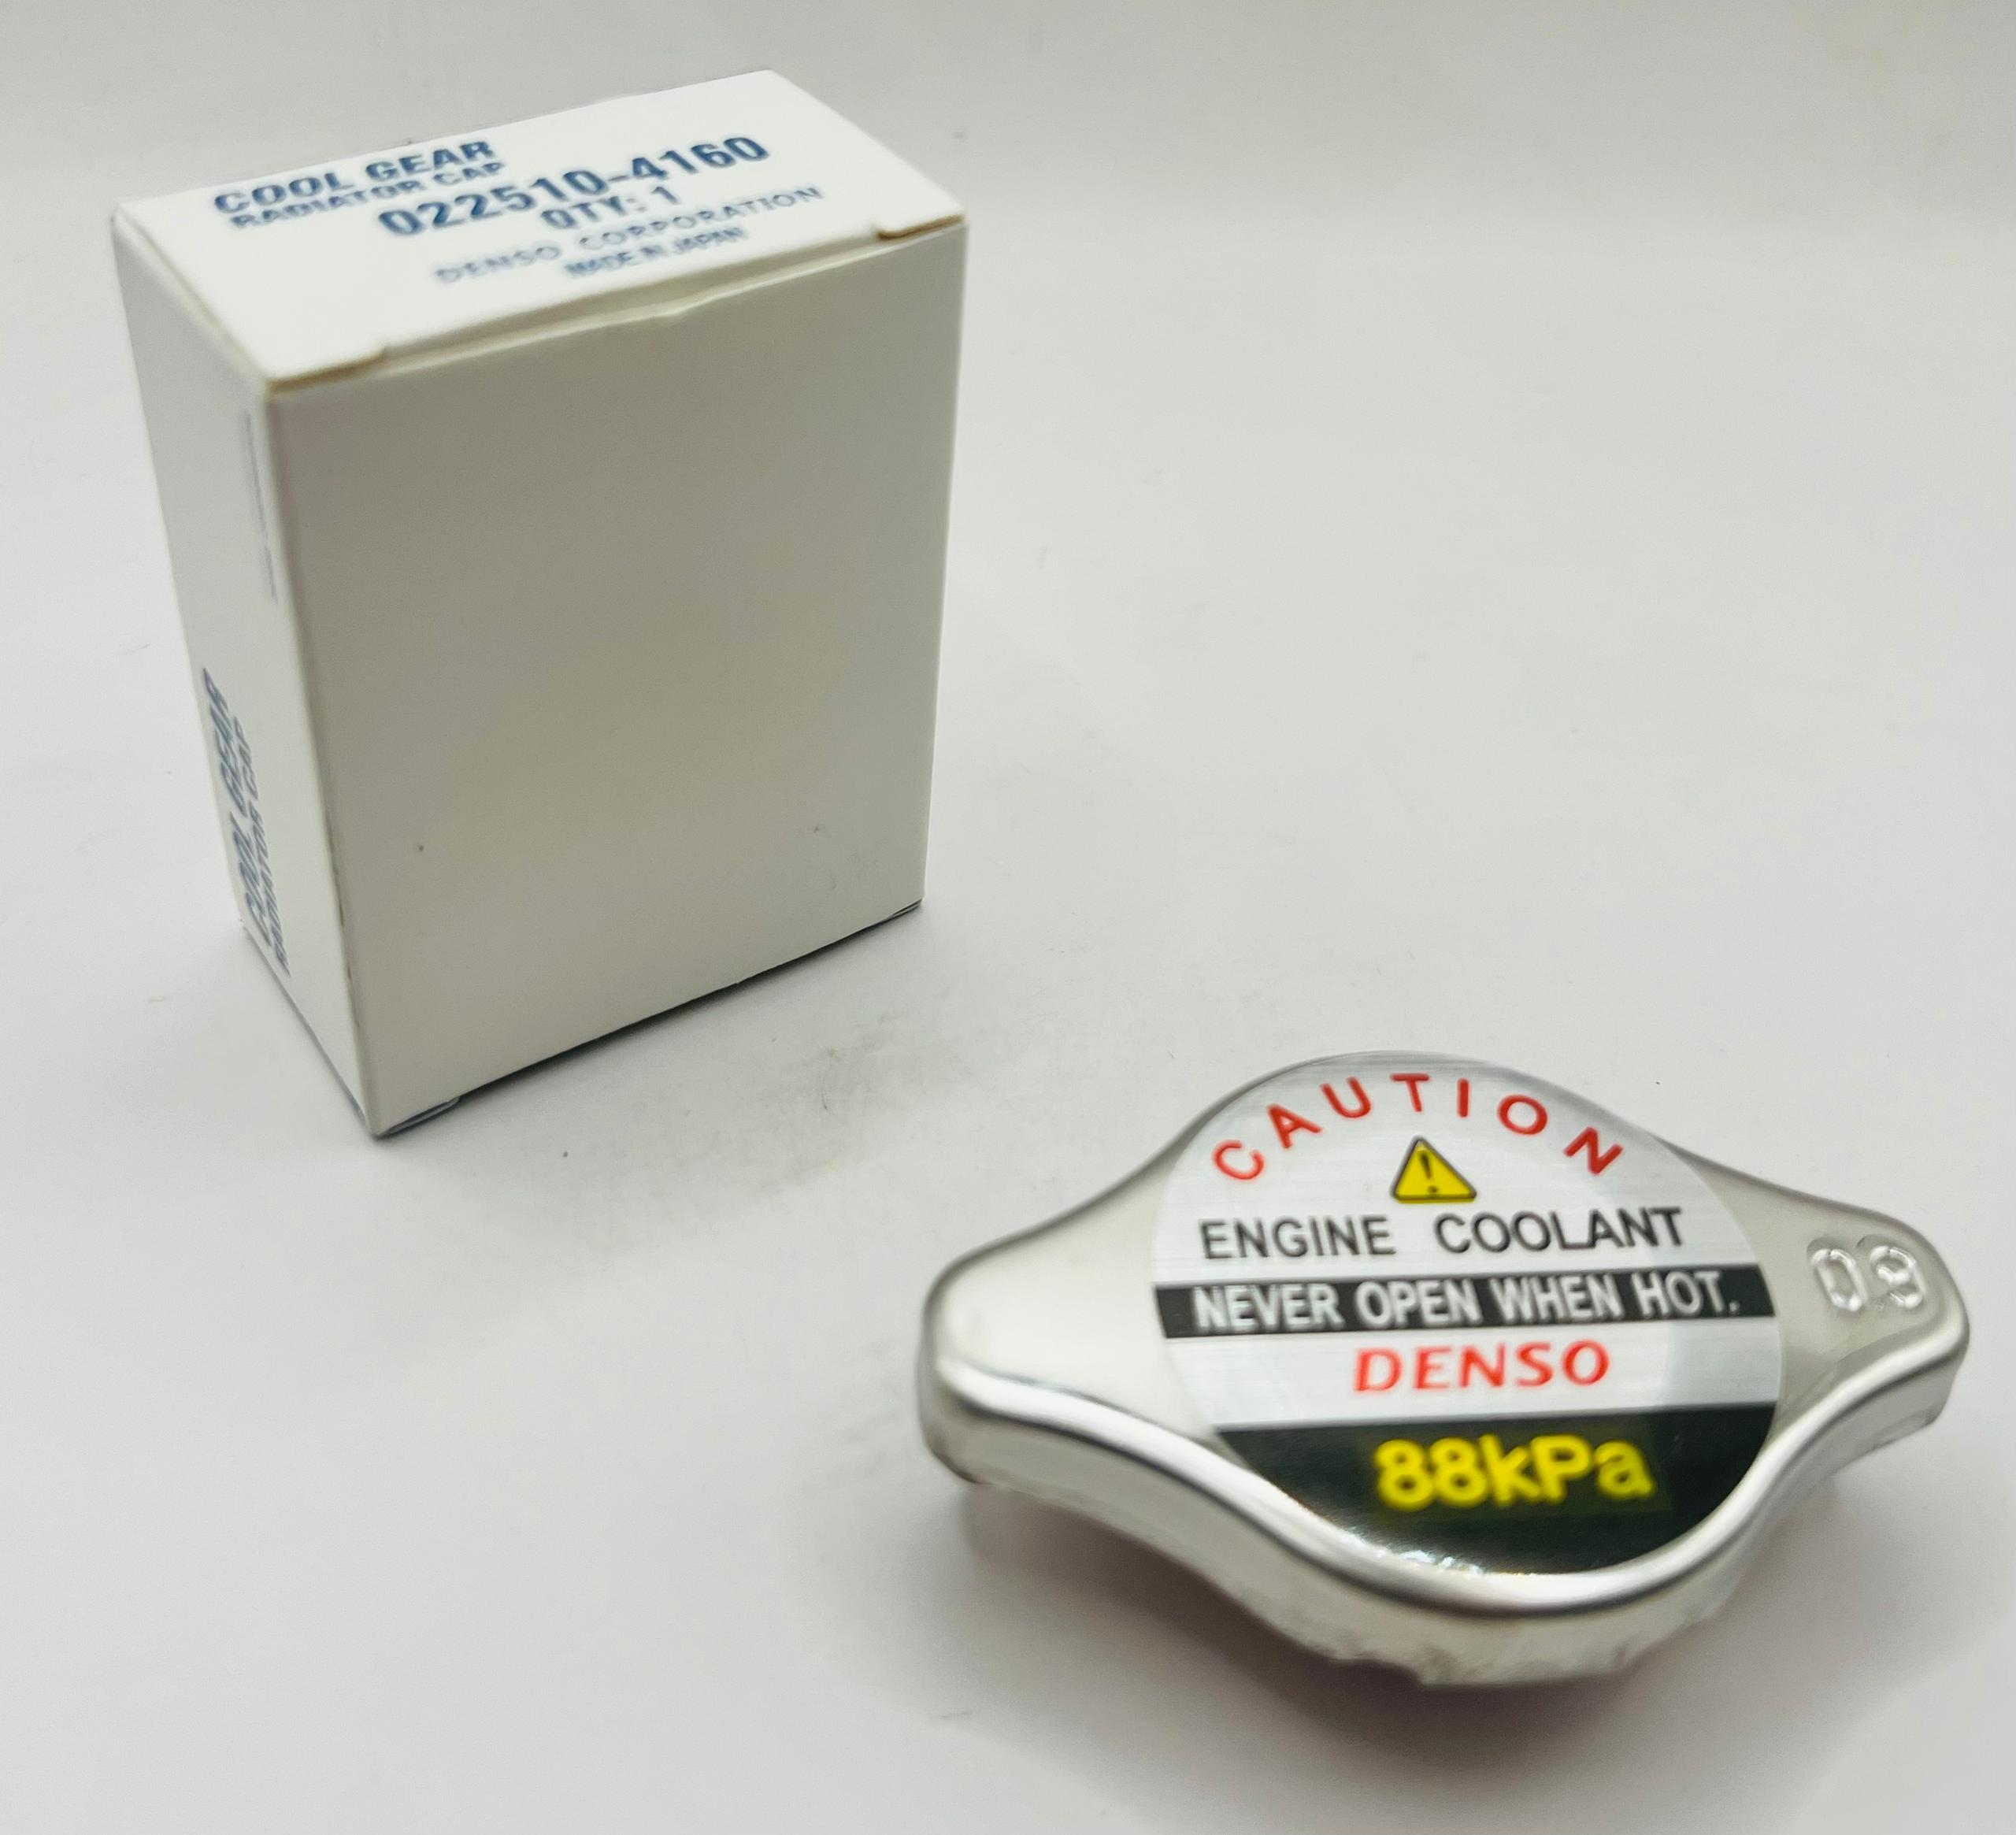 COOL GEAR
RADIATOR CAP
022510-4160
QTY: 1
DENSO CORPORATION
MADE IN JAPAN
COOL GEAR
RADIATOR CAP
CAUTION
ENGINE COOLANT
NEVER OPEN WHEN HOT.
DENSO
88kPa
09